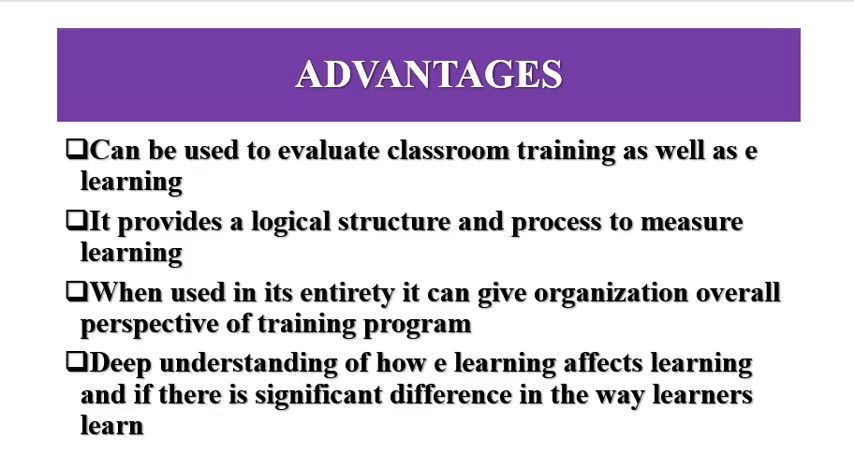 ADVANTAGES
❑Can be used to evaluate classroom training as well as e
learning
❑It provides a logical structure and process to measure
learning
❑When used in its entirety it can give organization overall
perspective of training program
❑Deep understanding of how e learning affects learning
and if there is significant difference in the way learners
learn